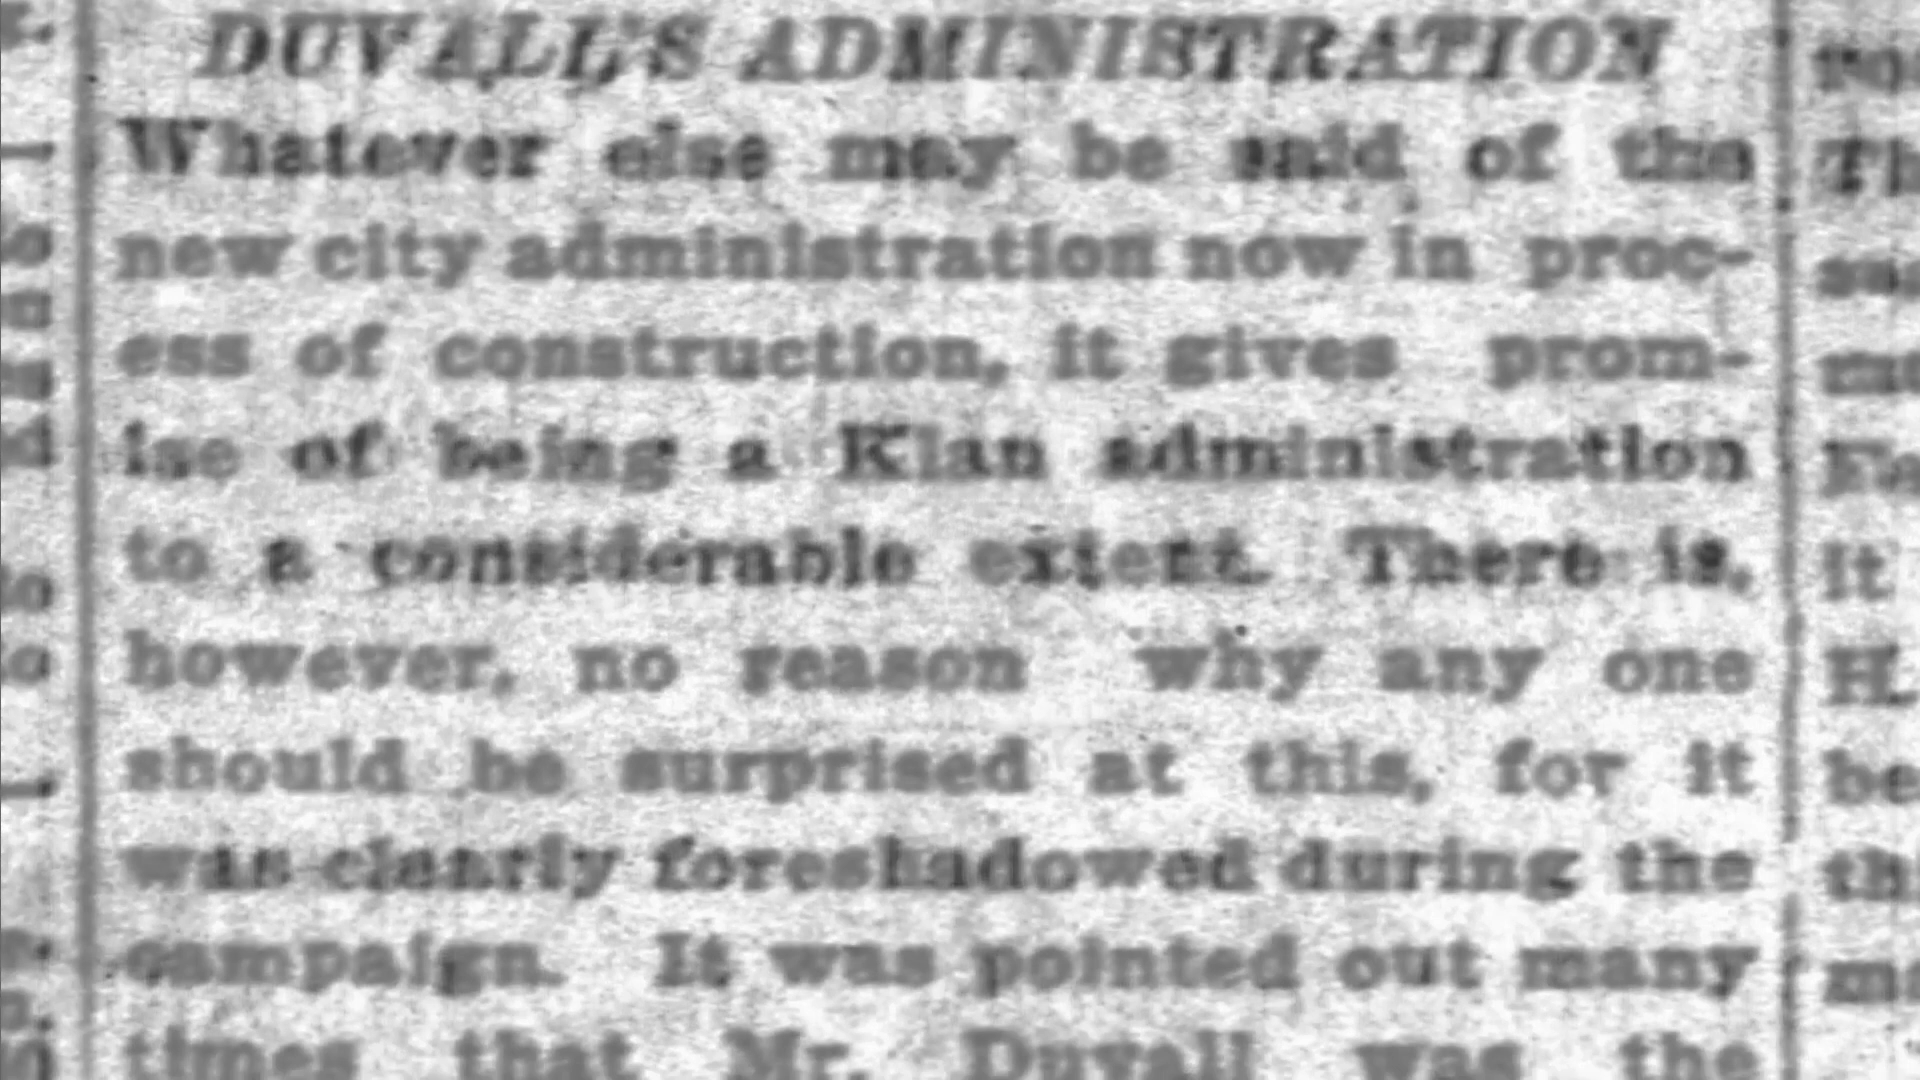 DUVALL'S ADMINISTRATION
Whatever else may be said of the
new city administration now in proc-
ess of construction, it gives prom-
ise of being a Klan administration
to a considerable extent. There is,
however, no reason why any one
should be surprised at this, for it
was clearly foreshadowed during the
campaign. It was pointed out many
times that Mr. Duvall was the